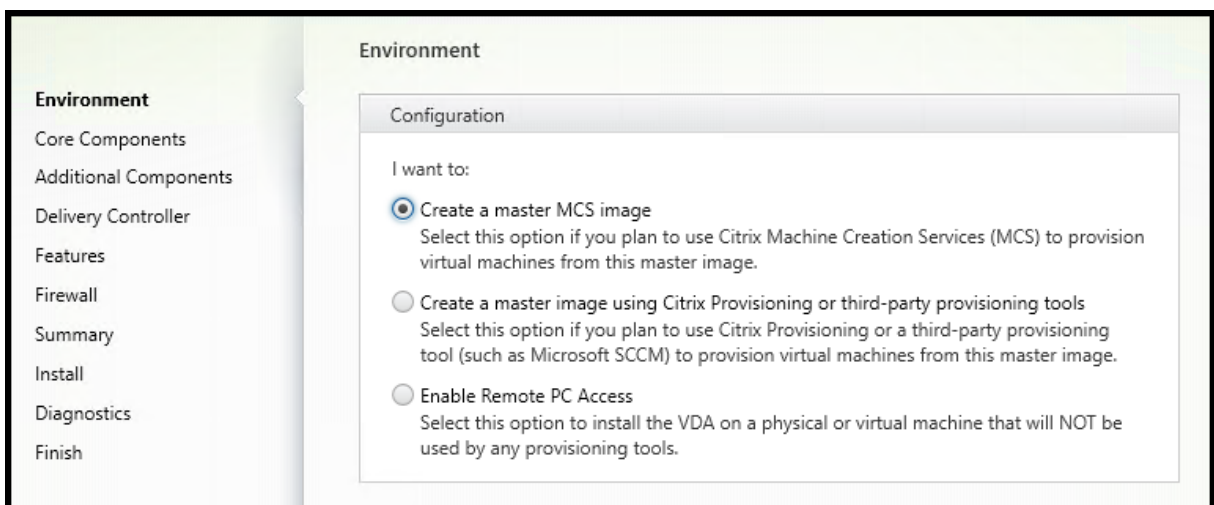 Environment
Core Components
Additional Components
Delivery Controller
Features
Firewall
Summary
Install
Diagnostics
Finish
Environment
Configuration
I want to:
Create a master MCS image
Select this option if you plan to use Citrix Machine Creation Services (MCS) to provision
virtual machines from this master image.
Create a master image using Citrix Provisioning or third-party provisioning tools
Select this option if you plan to use Citrix Provisioning or a third-party provisioning
tool (such as Microsoft SCCM) to provision virtual machines from this master image.
Enable Remote PC Access
Select this option to install the VDA on a physical or virtual machine that will NOT be
used by any provisioning tools.